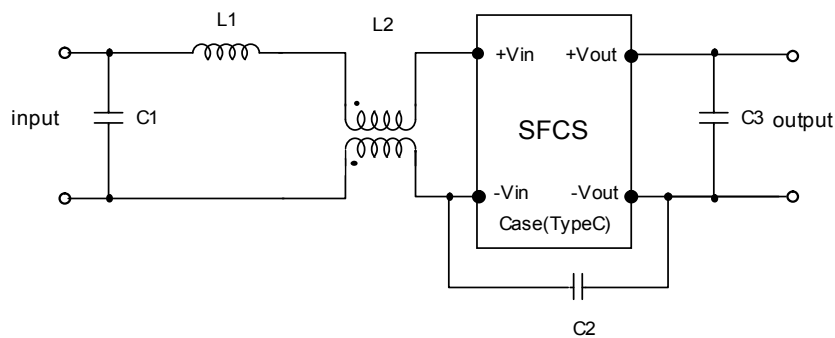 L1
L2
+Vin
+Vout
input
C1
SFCS
C3
output
-Vin
-Vout
Case(TypeC)
C2